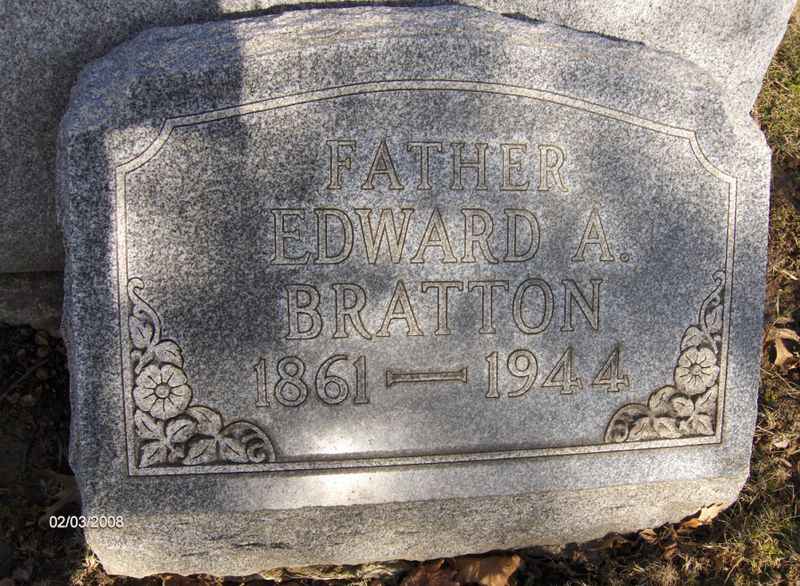 FATHER
EDWARD A.
BRATTON
1861 — 1944
02/03/2008